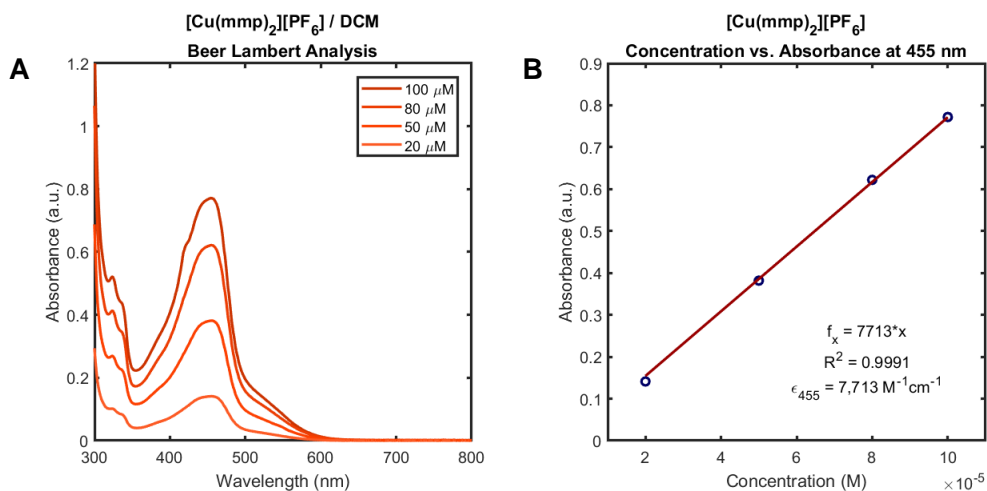 [Cu(mmp)₂][PF₆] / DCM
Beer Lambert Analysis
A
1.2
1
0.8
0.6
0.4
0.2
0
Absorbance (a.u.)
100 μM
80 μM
50 μM
20 μM
300 400 500 600 700 800
Wavelength (nm)
[Cu(mmp)₂][PF₆]
Concentration vs. Absorbance at 455 nm
B
0.9
0.8
0.7
0.6
0.5
0.4
0.3
0.2
0.1
0
Absorbance (a.u.)
fₓ = 7713*x
R² = 0.9991
ϵ₄₅₅ = 7,713 M⁻¹cm⁻¹
2 4 6 8 10
Concentration (M)
×10⁻⁵